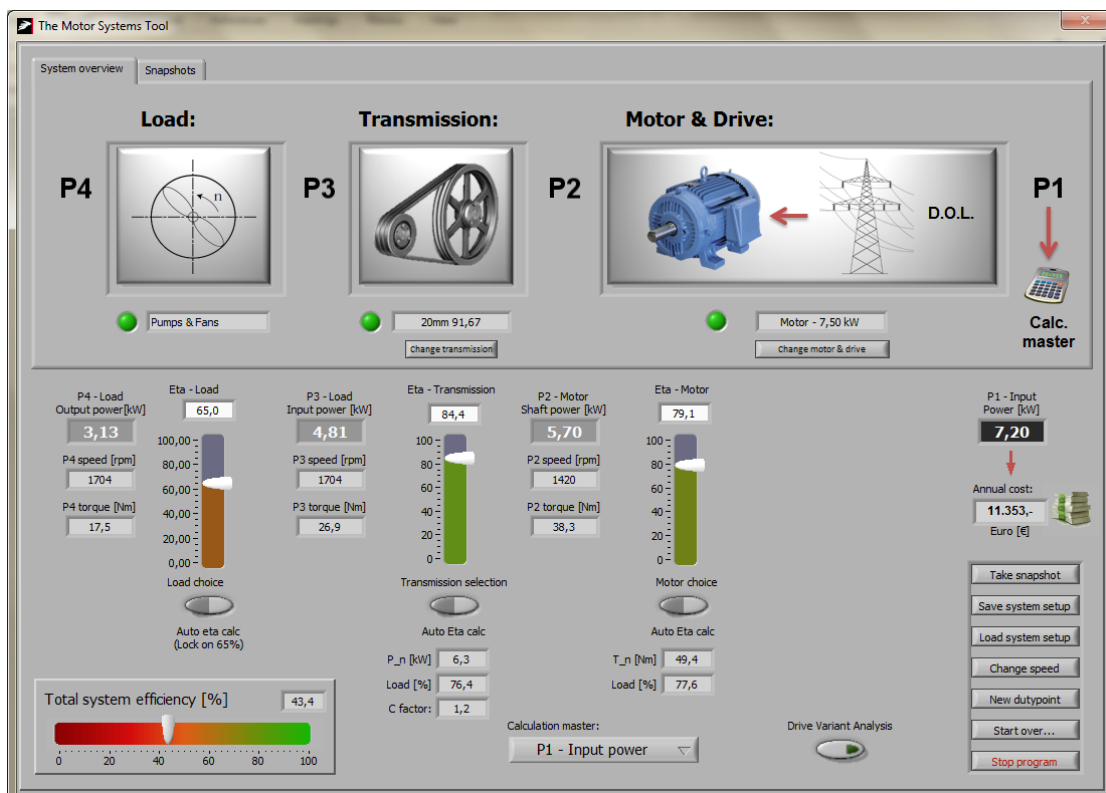 The Motor Systems Tool
x
System overview
Snapshots
Load:
Transmission:
Motor & Drive:
P4
n
P3
P2
D.O.L.
P1
Pumps & Fans
20mm 91,67
Motor - 7,50 kW
Calc.
master
Change transmission
Change motor & drive
P4 - Load
Output power[kW]
3,13
P4 speed [rpm]
1704
P4 torque [Nm]
17,5
Eta - Load
65,0
100,00
80,00
60,00
40,00
20,00
0,00
Load choice
Auto eta calc
(Lock on 65%)
P3 - Load
Input power [kW]
4,81
P3 speed [rpm]
1704
P3 torque [Nm]
26,9
Eta - Transmission
84,4
100
80
60
40
20
0
Transmission selection
Auto Eta calc
P_n [kW]
6,3
Load [%]
76,4
C factor:
1,2
P2 - Motor
Shaft power [kW]
5,70
P2 speed [rpm]
1420
P2 torque [Nm]
38,3
Eta - Motor
79,1
100
80
60
40
20
0
Motor choice
Auto Eta calc
T_n [Nm]
49,4
Load [%]
77,6
P1 - Input
Power [kW]
7,20
Annual cost:
11.353,-
Euro [€]
Take snapshot
Save system setup
Load system setup
Change speed
New dutypoint
Start over...
Stop program
Total system efficiency [%]
43,4
0 20 40 60 80 100
Calculation master:
P1 - Input power
Drive Variant Analysis